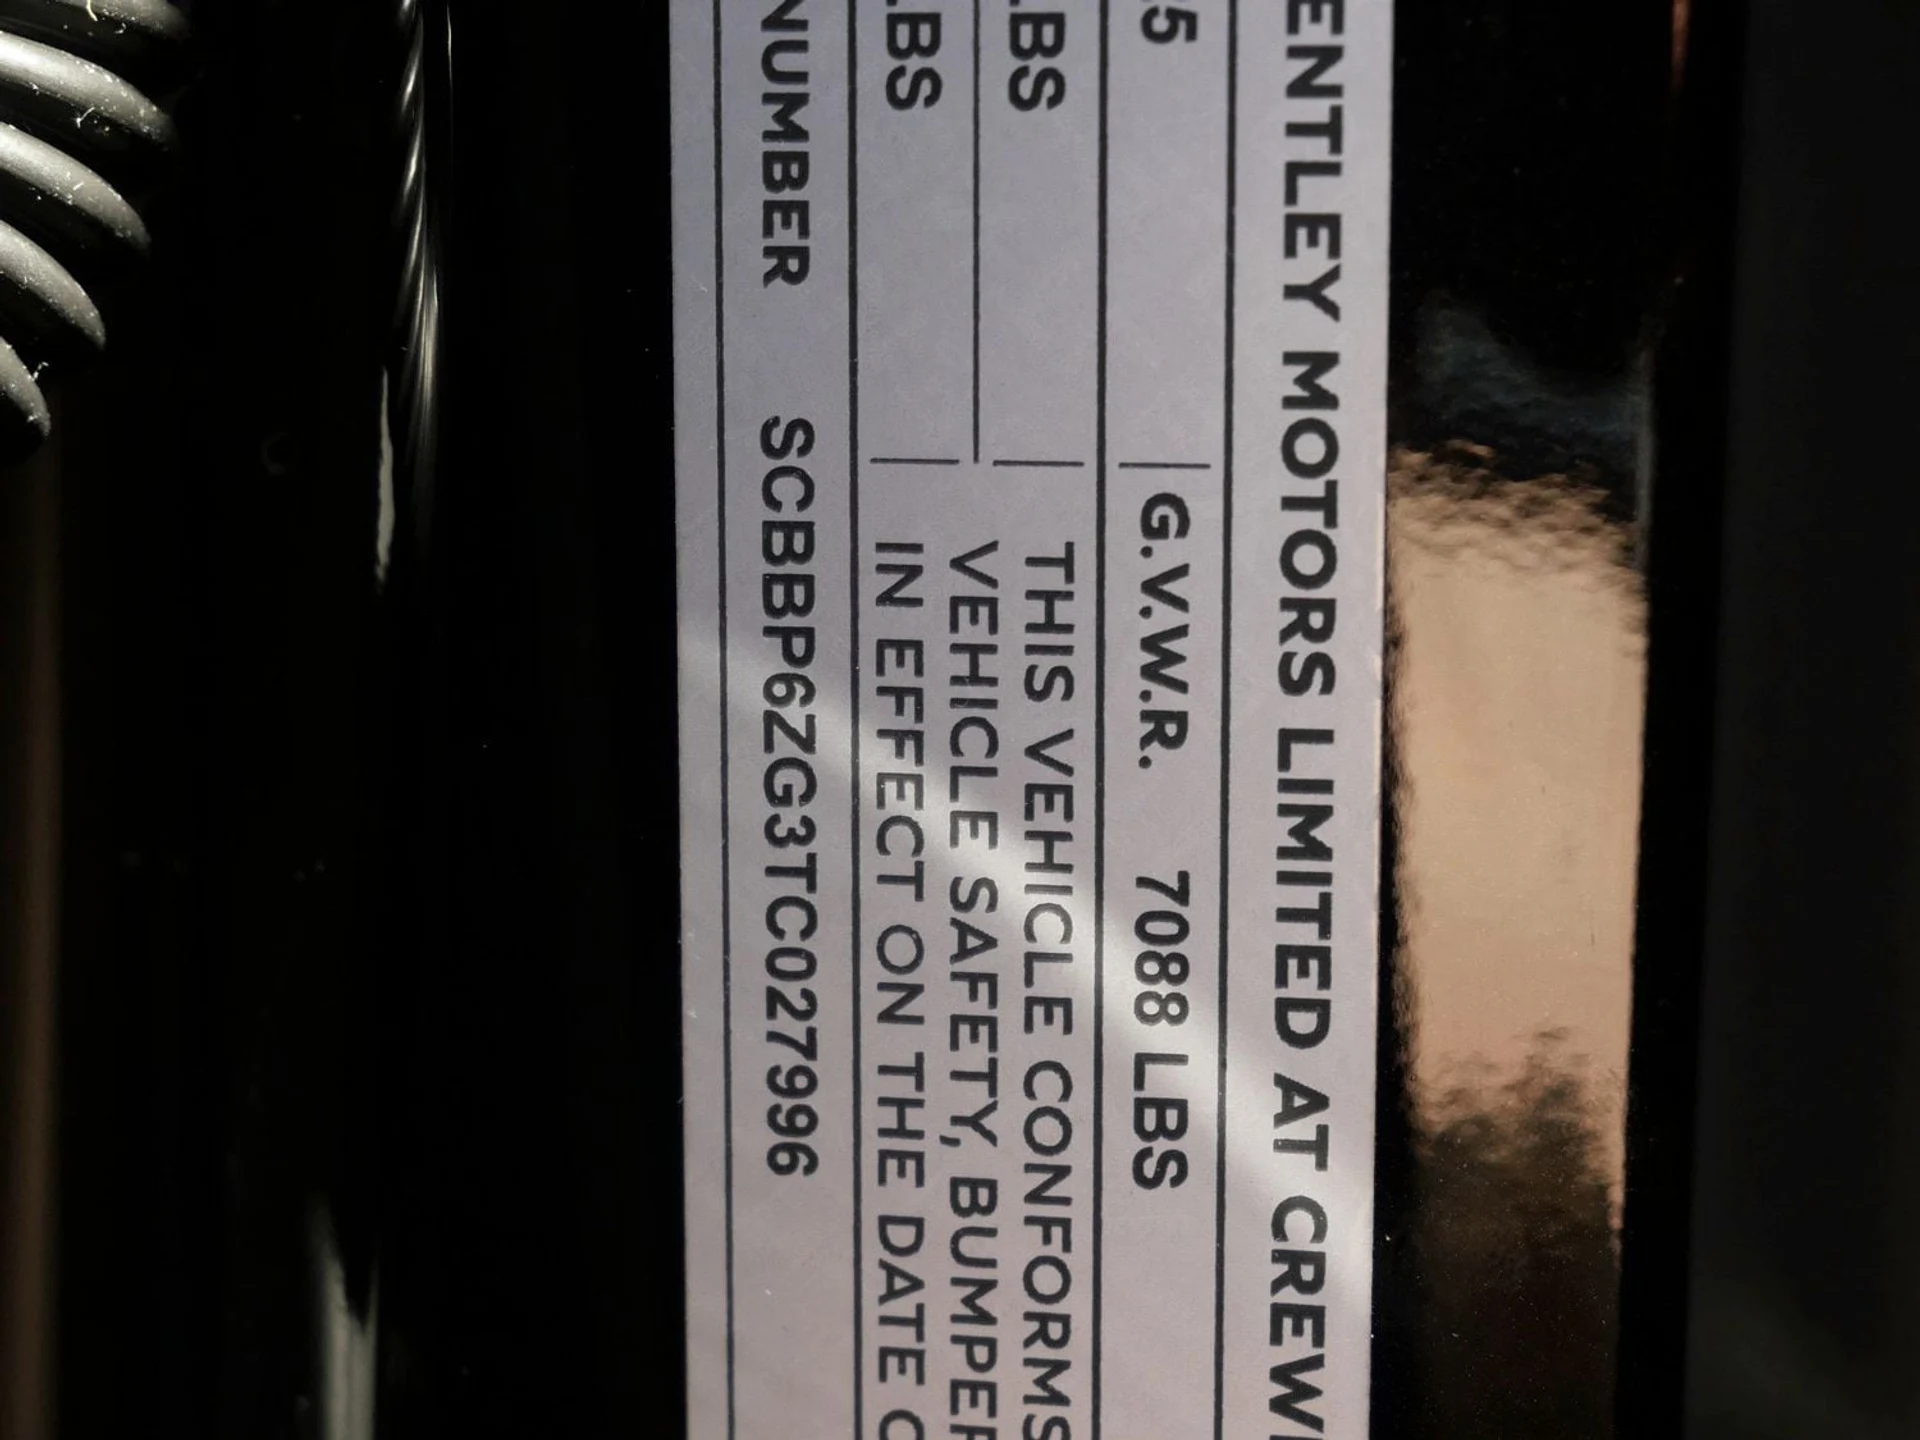 ENTLEY MOTORS LIMITED AT CREW
5 G.V.W.R. 7088 LBS
LBS THIS VEHICLE CONFORMS
VEHICLE SAFETY, BUMPER
LBS IN EFFECT ON THE DATE O
NUMBER SCBBP6ZG3TC027996